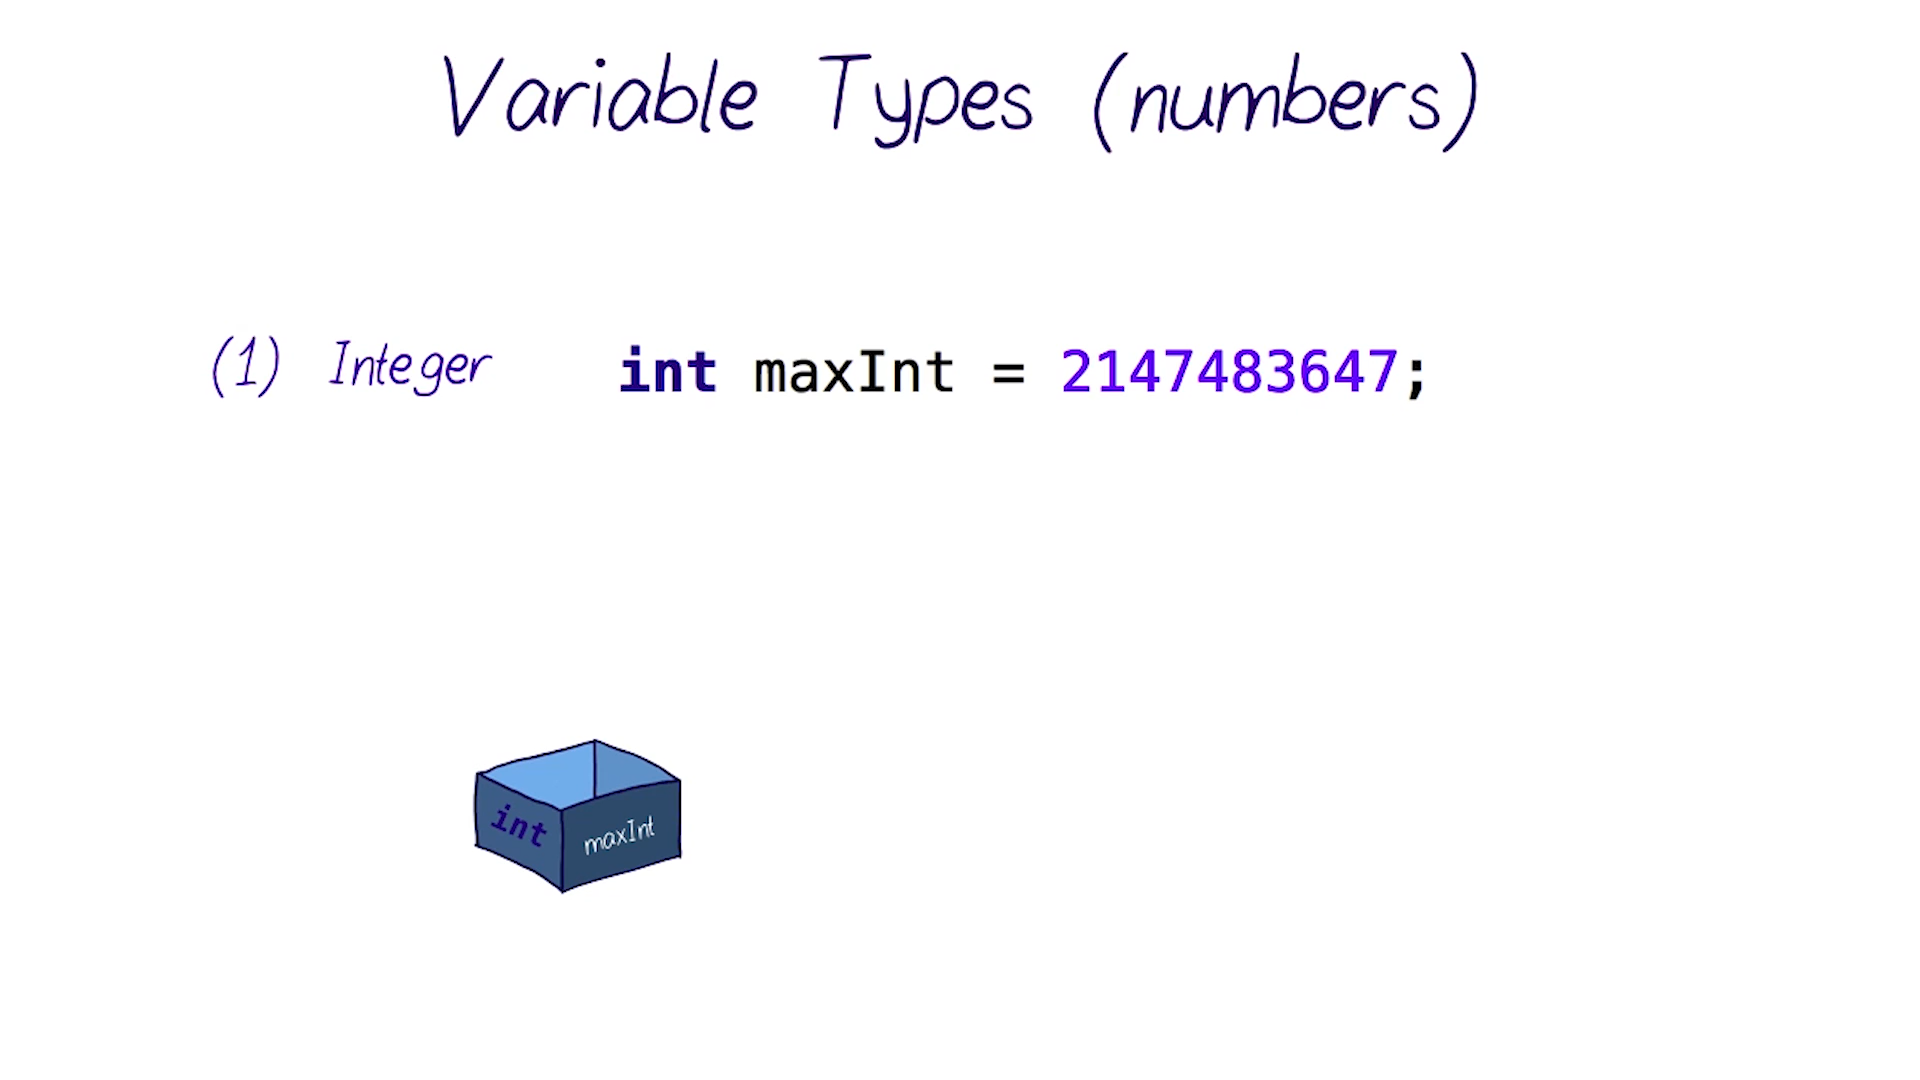 Variable Types (numbers)
(1) Integer int maxInt = 2147483647;
int maxInt